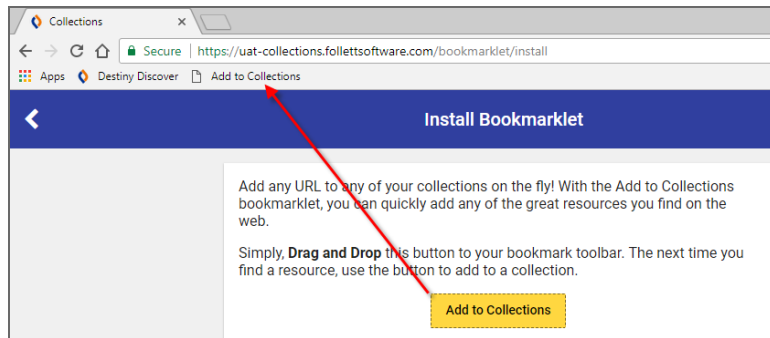 Collections
Secure https://uat-collections.follettsoftware.com/bookmarklet/install
Apps Destiny Discover Add to Collections
Install Bookmarklet
Add any URL to any of your collections on the fly! With the Add to Collections
bookmarklet, you can quickly add any of the great resources you find on the
web.
Simply, Drag and Drop this button to your bookmark toolbar. The next time you
find a resource, use the button to add to a collection.
Add to Collections